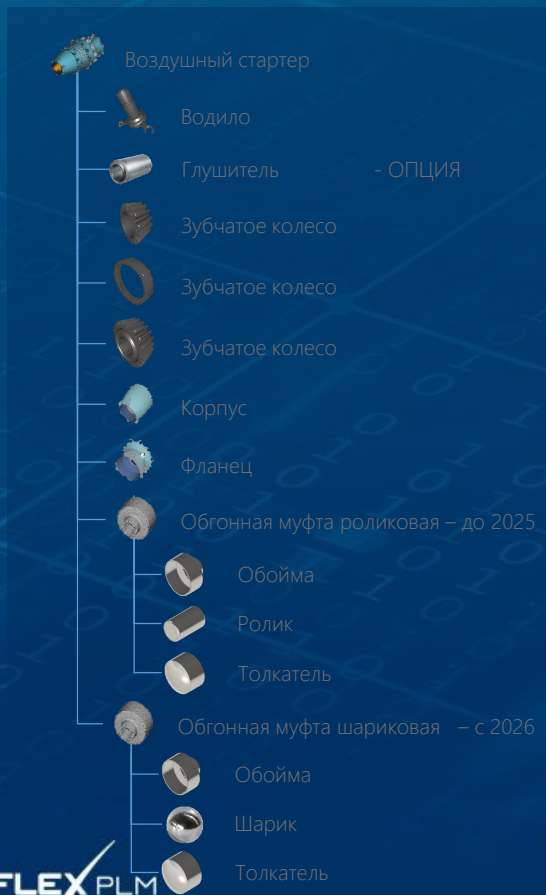 Воздушный стартер
Водило
Глушитель - ОПЦИЯ
Зубчатое колесо
Зубчатое колесо
Зубчатое колесо
Корпус
Фланец
Обгонная муфта роликовая – до 2025
Обойма
Ролик
Толкатель
Обгонная муфта шариковая – с 2026
Обойма
Шарик
Толкатель
FLEX PLM